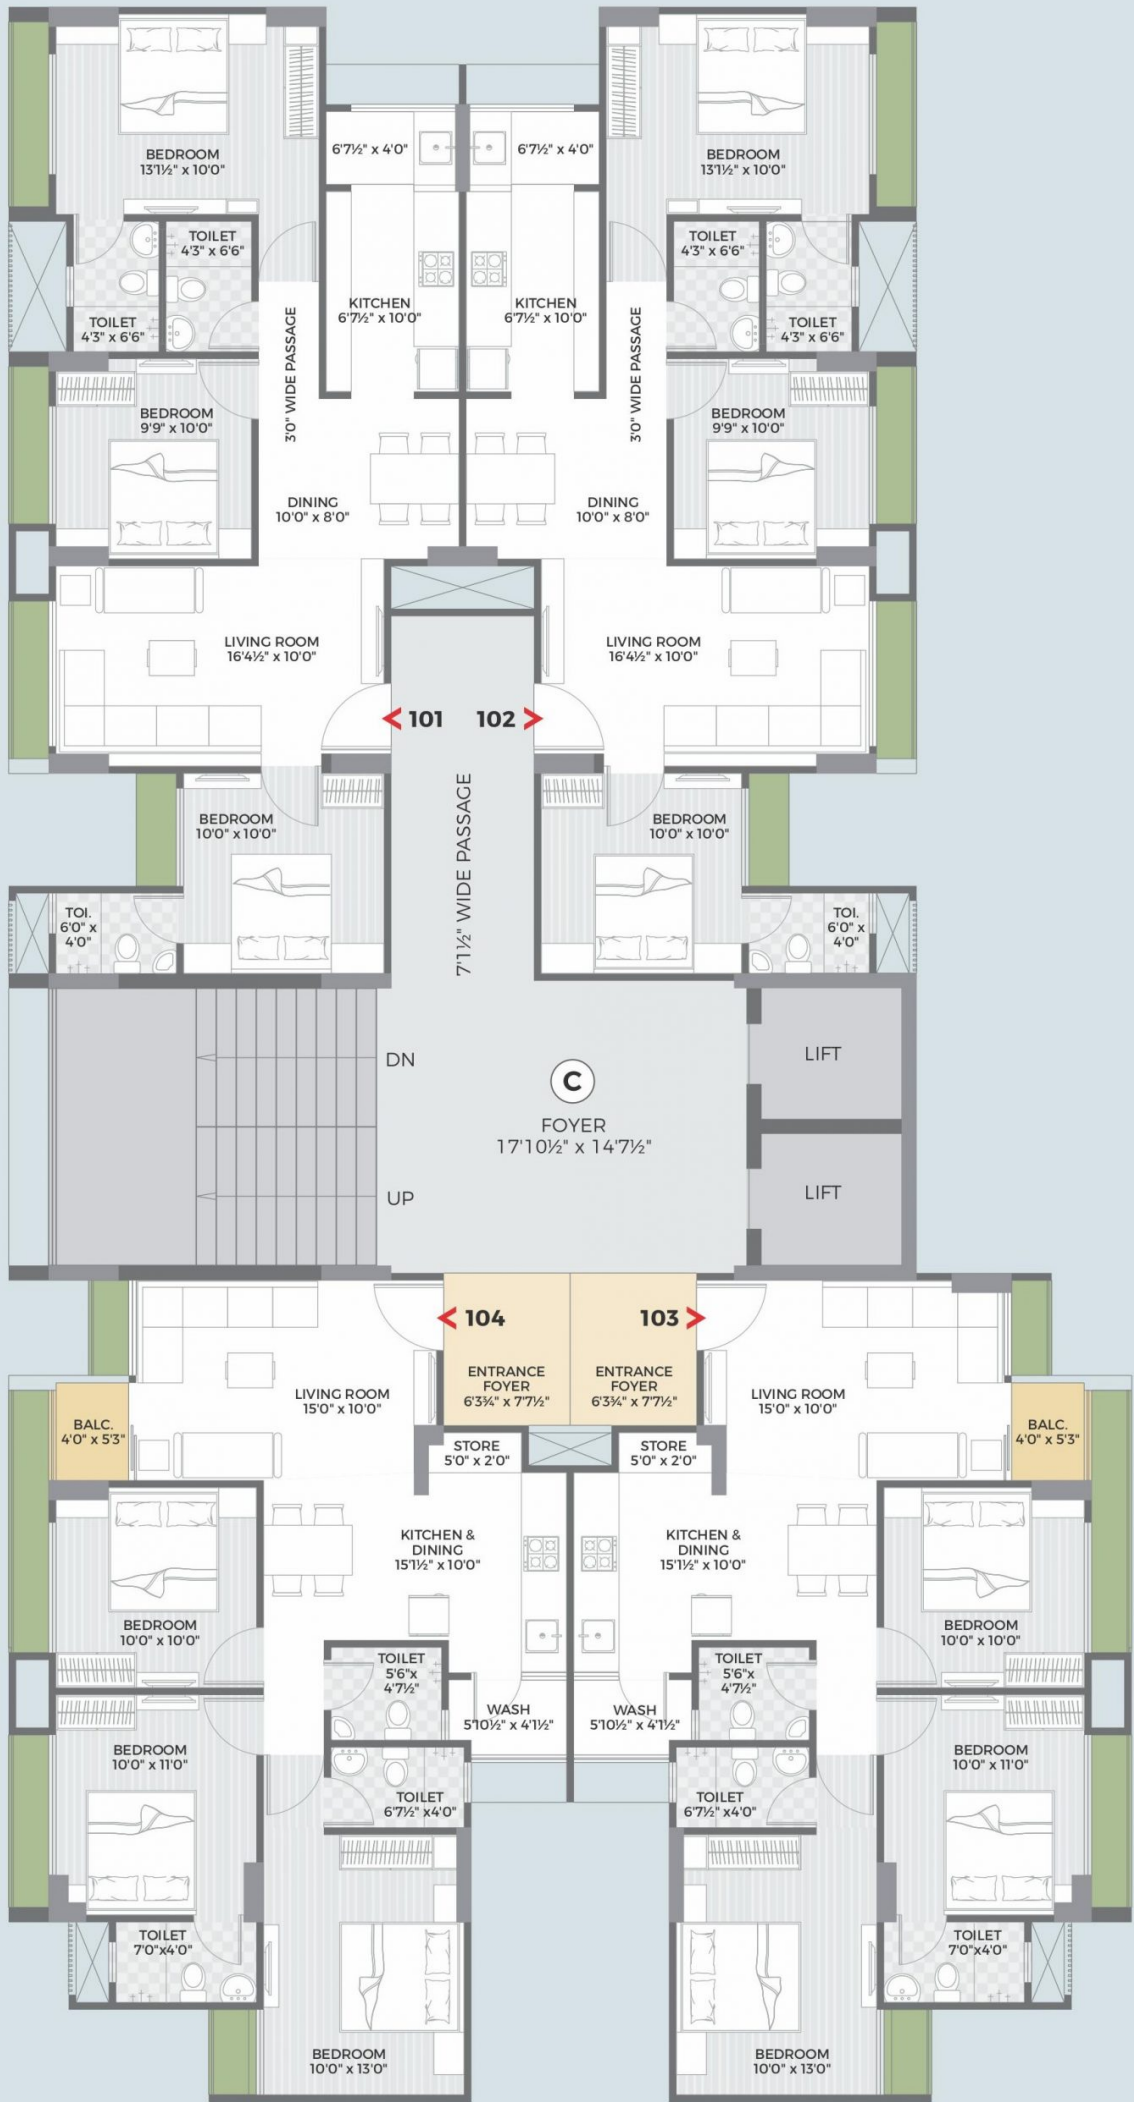 BEDROOM
13'1½" x 10'0"
6'7½" x 4'0"
6'7½" x 4'0"
BEDROOM
13'1½" x 10'0"
TOILET
4'3" x 6'6"
TOILET
4'3" x 6'6"
KITCHEN
6'7½" x 10'0"
KITCHEN
6'7½" x 10'0"
TOILET
4'3" x 6'6"
TOILET
4'3" x 6'6"
3'0" WIDE PASSAGE
3'0" WIDE PASSAGE
BEDROOM
9'9" x 10'0"
BEDROOM
9'9" x 10'0"
DINING
10'0" x 8'0"
DINING
10'0" x 8'0"
LIVING ROOM
16'4½" x 10'0"
LIVING ROOM
16'4½" x 10'0"
101
102
7'1½" WIDE PASSAGE
BEDROOM
10'0" x 10'0"
BEDROOM
10'0" x 10'0"
TOI.
6'0" x
4'0"
TOI.
6'0" x
4'0"
DN
C
FOYER
17'10½" x 14'7½"
LIFT
UP
LIFT
104
103
ENTRANCE
FOYER
6'3¾" x 7'7½"
ENTRANCE
FOYER
6'3¾" x 7'7½"
LIVING ROOM
15'0" x 10'0"
LIVING ROOM
15'0" x 10'0"
BALC.
4'0" x 5'3"
BALC.
4'0" x 5'3"
STORE
5'0" x 2'0"
STORE
5'0" x 2'0"
KITCHEN &
DINING
15'1½" x 10'0"
KITCHEN &
DINING
15'1½" x 10'0"
BEDROOM
10'0" x 10'0"
BEDROOM
10'0" x 10'0"
TOILET
5'6"x
4'7½"
TOILET
5'6"x
4'7½"
WASH
5'10½" x 4'1½"
WASH
5'10½" x 4'1½"
BEDROOM
10'0" x 11'0"
BEDROOM
10'0" x 11'0"
TOILET
6'7½" x4'0"
TOILET
6'7½" x4'0"
TOILET
7'0"x4'0"
TOILET
7'0"x4'0"
BEDROOM
10'0" x 13'0"
BEDROOM
10'0" x 13'0"